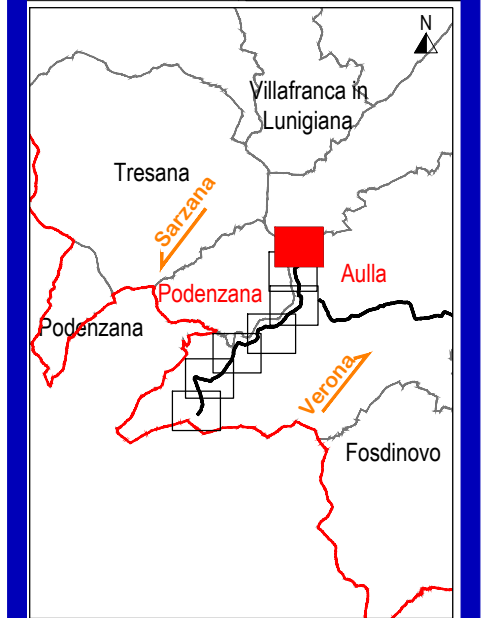 N
Villafranca in
Lunigiana
Tresana
Sarzana
Aulla
Podenzana
Podenzana
Verona
Fosdinovo